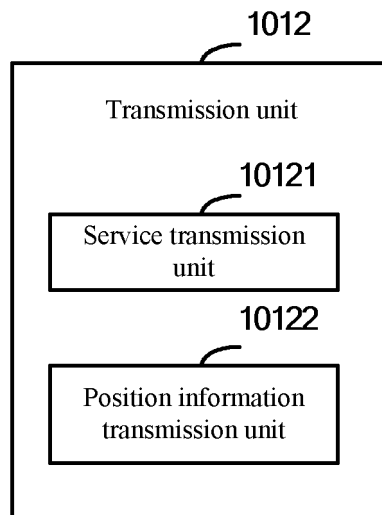 1012
Transmission unit
10121
Service transmission
unit
10122
Position information
transmission unit